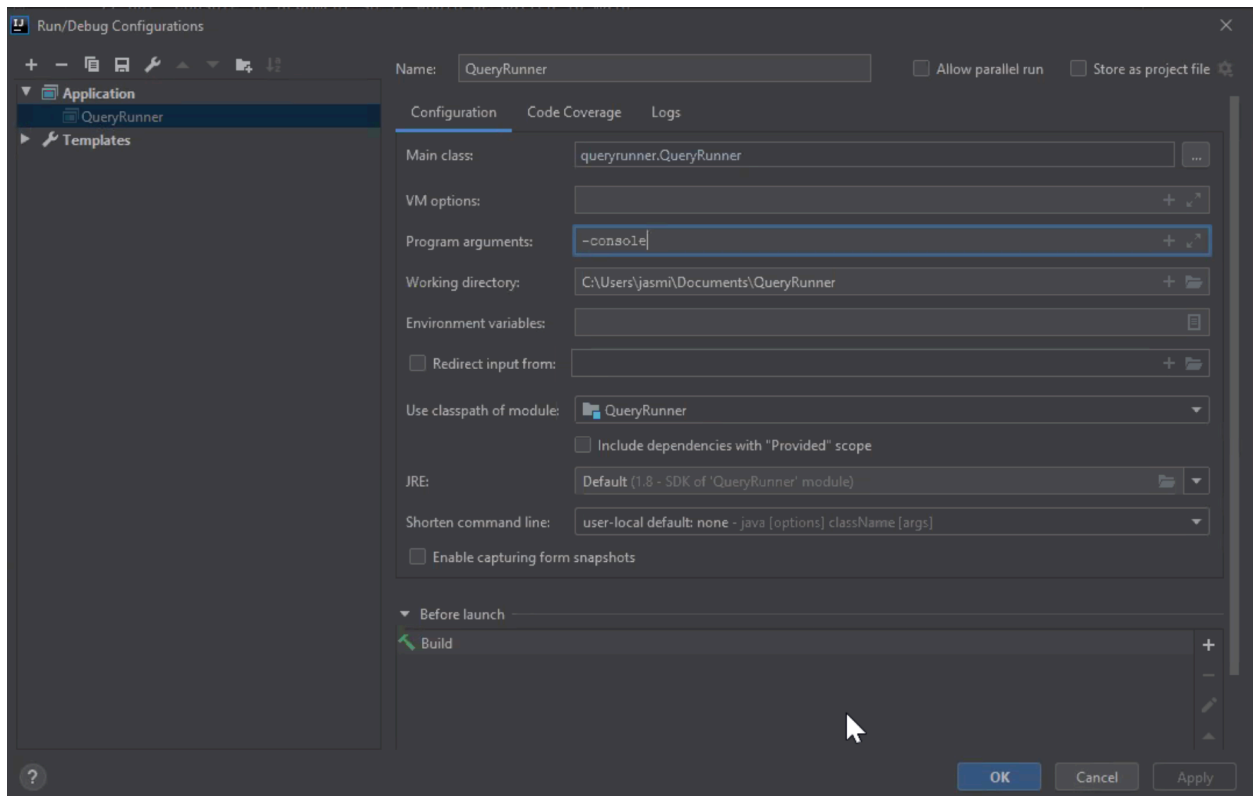 Run/Debug Configurations
Application
QueryRunner
Templates
Name: QueryRunner
Allow parallel run
Store as project file
Configuration Code Coverage Logs
Main class: queryrunner.QueryRunner ...
VM options:
Program arguments: -console
Working directory: C:\Users\jasmi\Documents\QueryRunner
Environment variables:
Redirect input from:
Use classpath of module: QueryRunner
Include dependencies with "Provided" scope
JRE: Default (1.8 - SDK of 'QueryRunner' module)
Shorten command line: user-local default: none - java [options] className [args]
Enable capturing form snapshots
Before launch
Build
? OK Cancel Apply